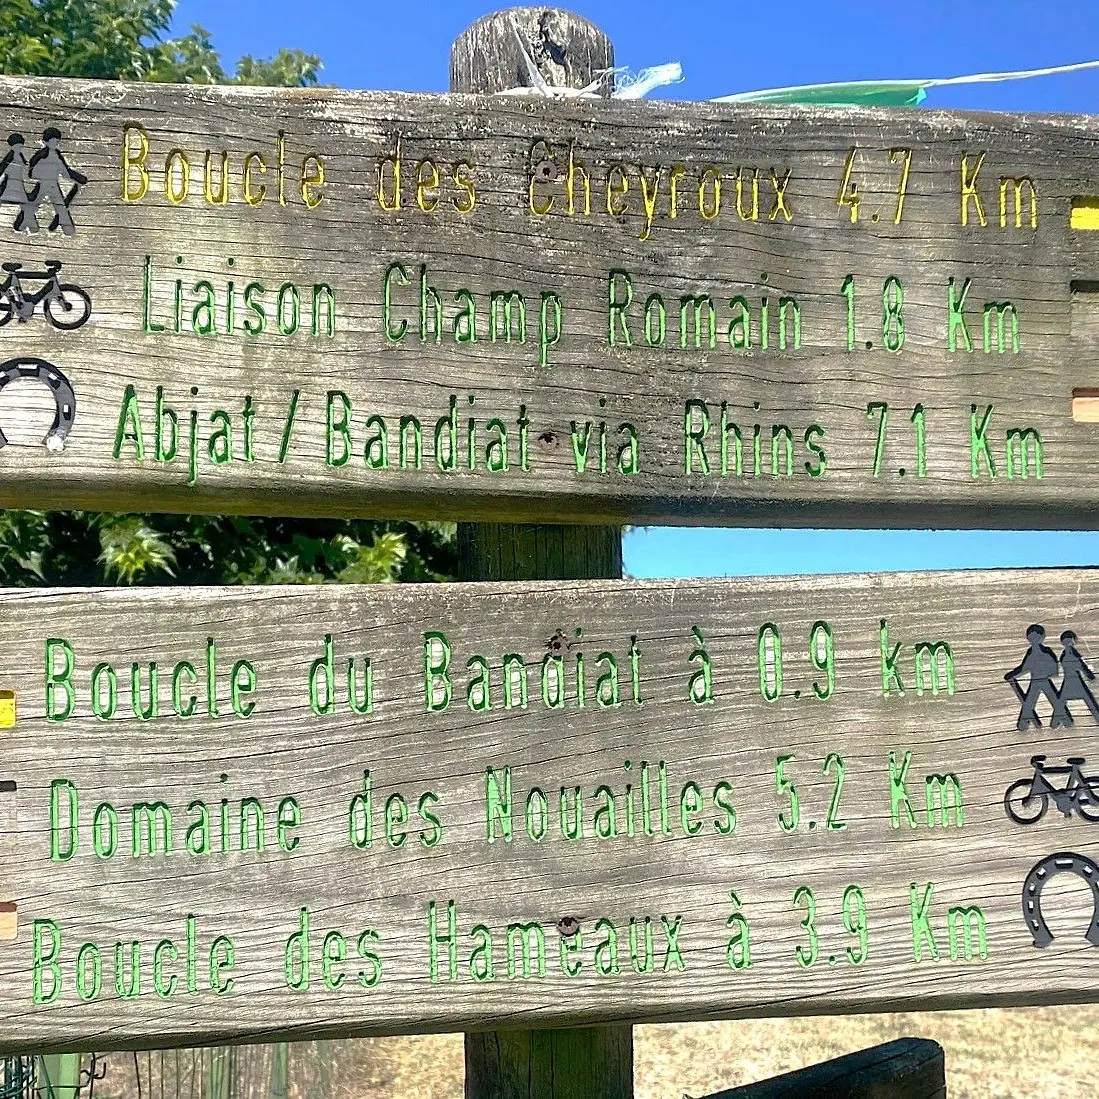 Boucle des Cheyroux 4.7 Km
Liaison Champ Romain 1.8 Km
Abjat / Bandiat via Rhins 7.1 Km
Boucle du Bandiat à 0.9 km
Domaine des Nouailles 5.2 Km
Boucle des Hameaux à 3.9 Km